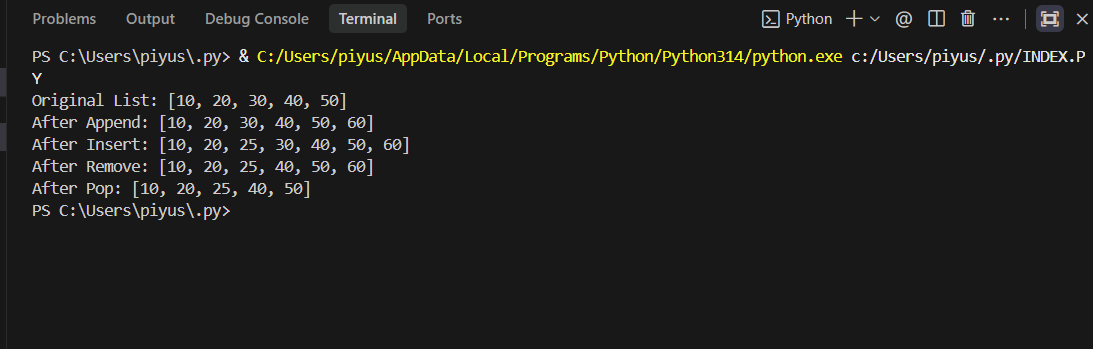 Problems Output Debug Console Terminal Ports Python @ ...
PS C:\Users\piyus\.py> & C:/Users/piyus/AppData/Local/Programs/Python/Python314/python.exe c:/Users/piyus/.py/INDEX.P
Y
Original List: [10, 20, 30, 40, 50]
After Append: [10, 20, 30, 40, 50, 60]
After Insert: [10, 20, 25, 30, 40, 50, 60]
After Remove: [10, 20, 25, 40, 50, 60]
After Pop: [10, 20, 25, 40, 50]
PS C:\Users\piyus\.py>